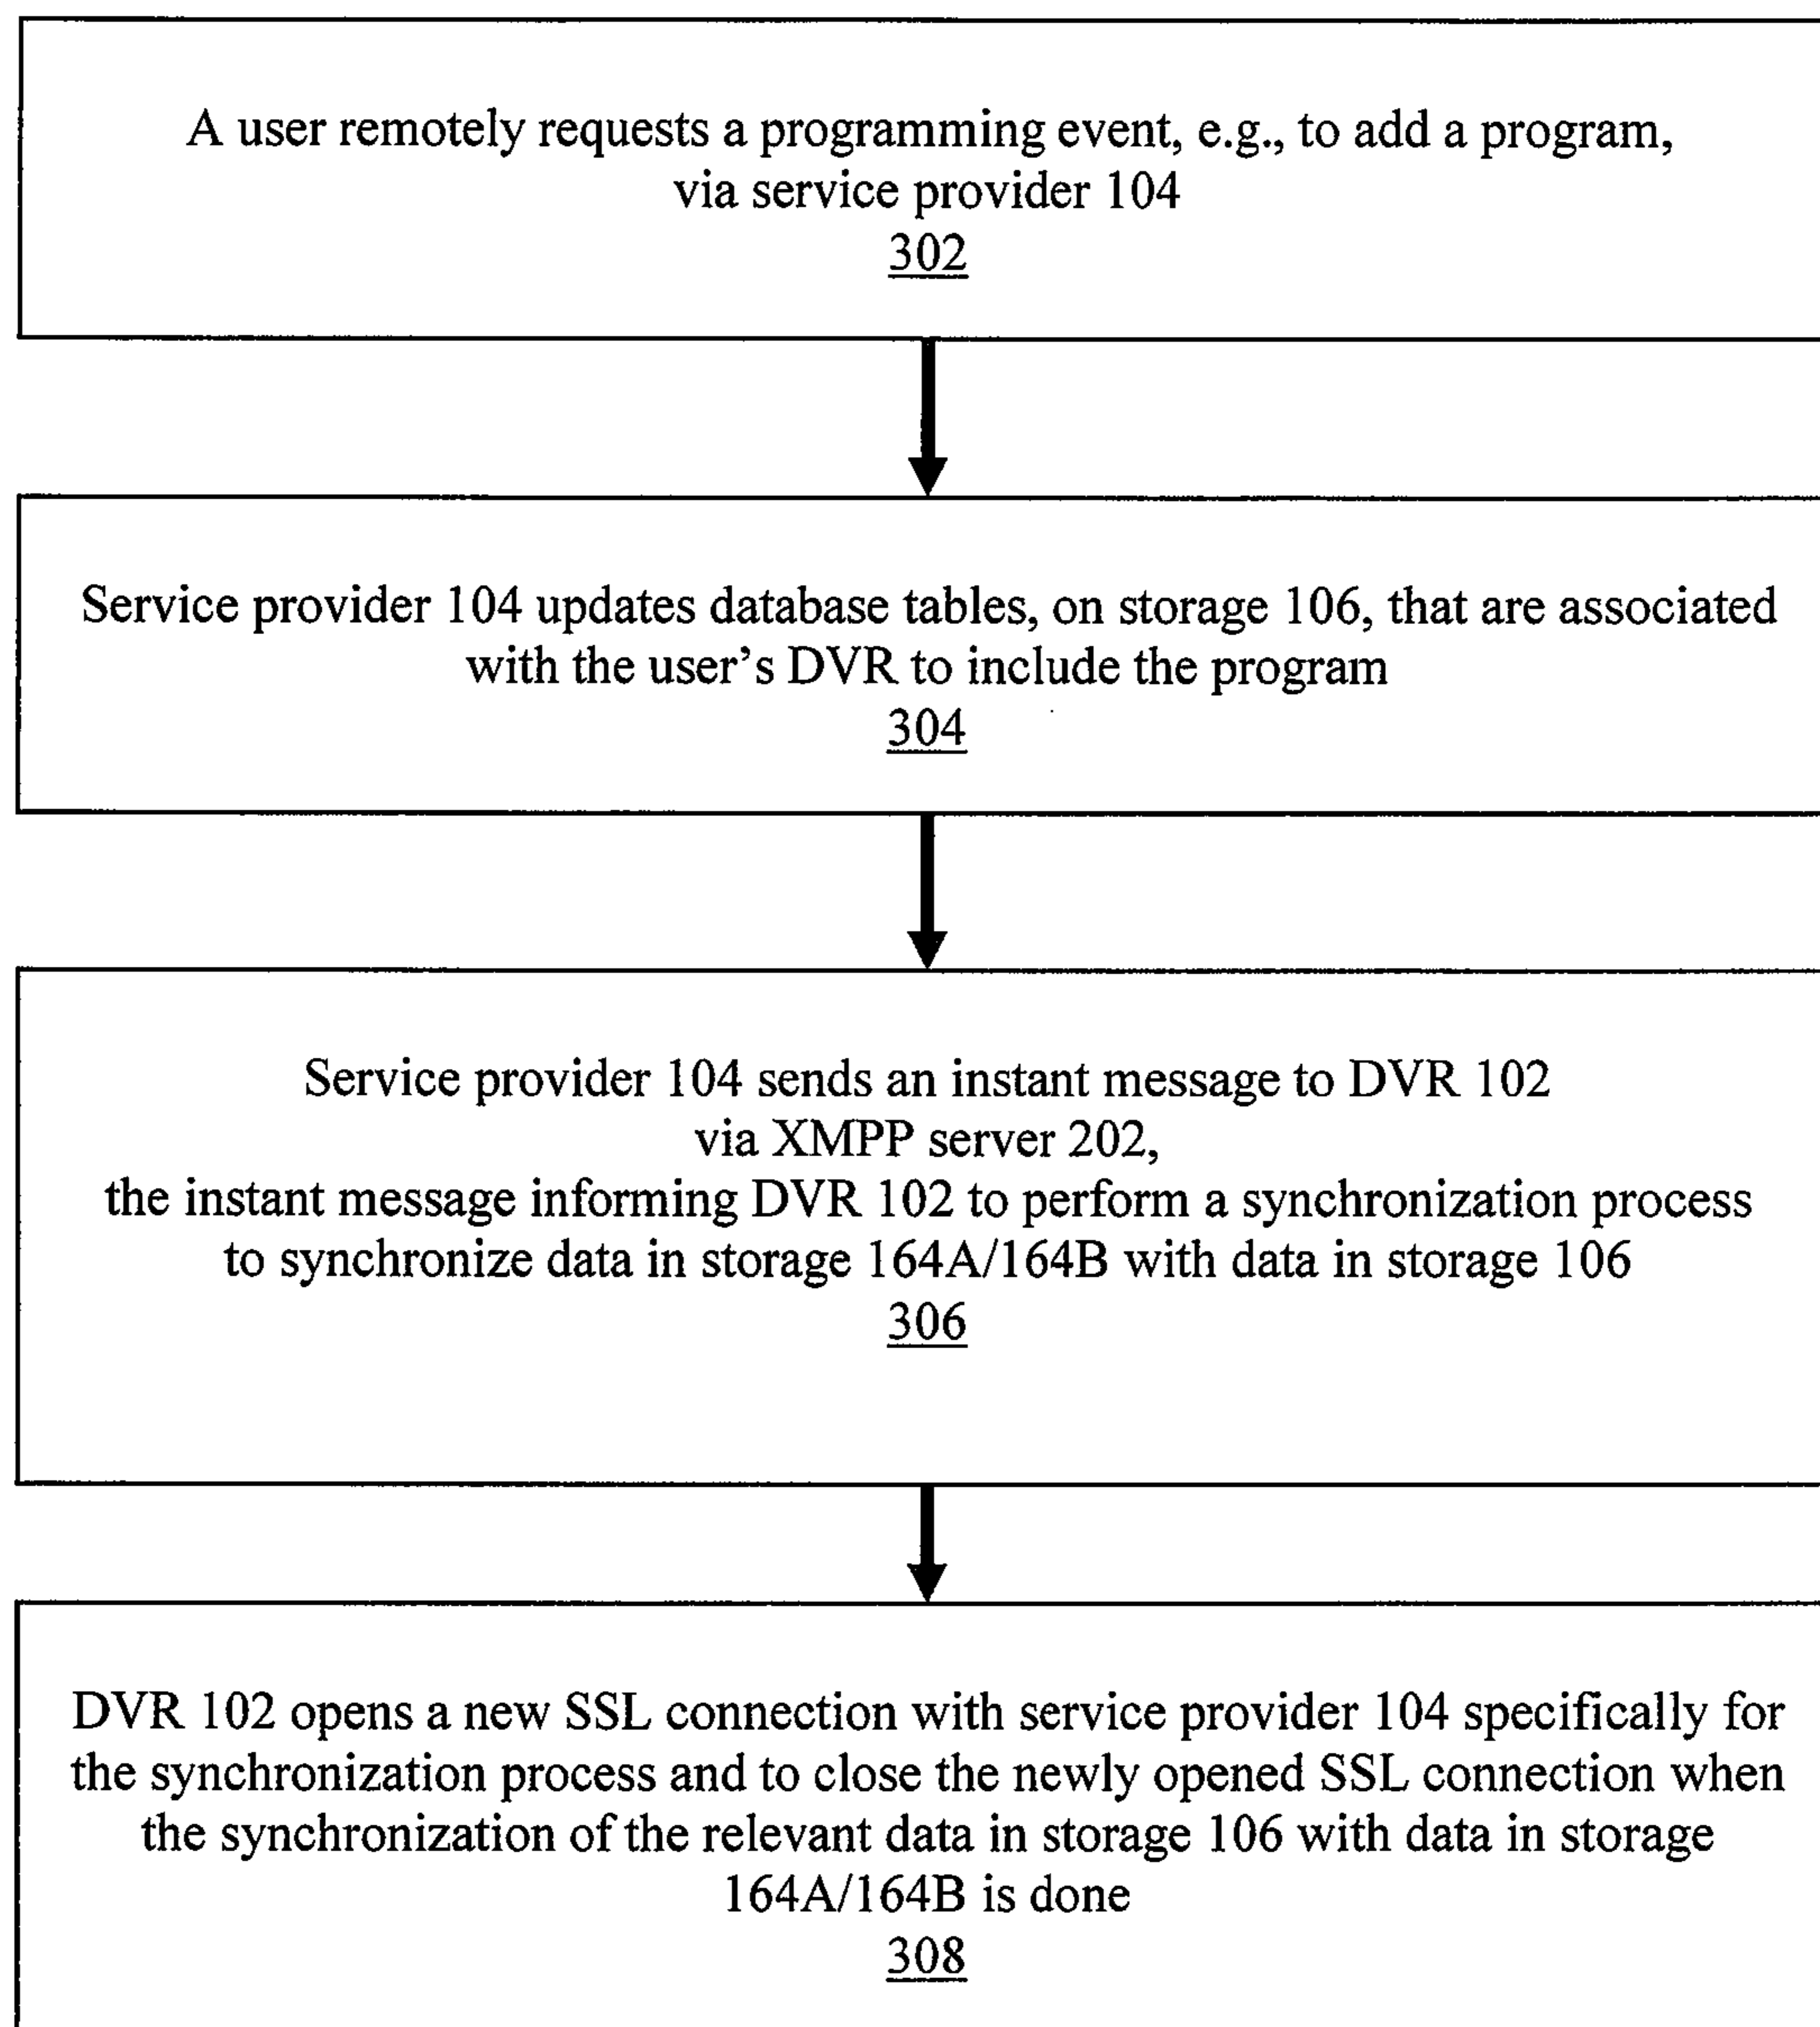 A user remotely requests a programming event, e.g., to add a program,
via service provider 104
302
Service provider 104 updates database tables, on storage 106, that are associated
with the user's DVR to include the program
304
Service provider 104 sends an instant message to DVR 102
via XMPP server 202,
the instant message informing DVR 102 to perform a synchronization process
to synchronize data in storage 164A/164B with data in storage 106
306
DVR 102 opens a new SSL connection with service provider 104 specifically for
the synchronization process and to close the newly opened SSL connection when
the synchronization of the relevant data in storage 106 with data in storage
164A/164B is done
308